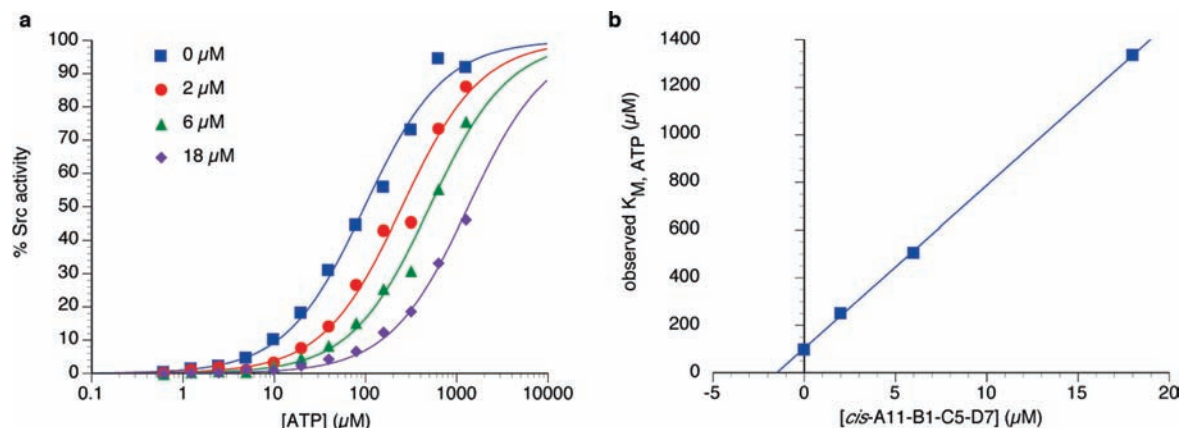 a
100
90
80
70
60
50
40
30
20
10
0
% Src activity
0 µM
2 µM
6 µM
18 µM
0.1 1 10 100 1000 10000
[ATP] (µM)
b
1400
1200
1000
800
600
400
200
0
observed K_M, ATP (µM)
-5 0 5 10 15 20
[cis-A11-B1-C5-D7] (µM)